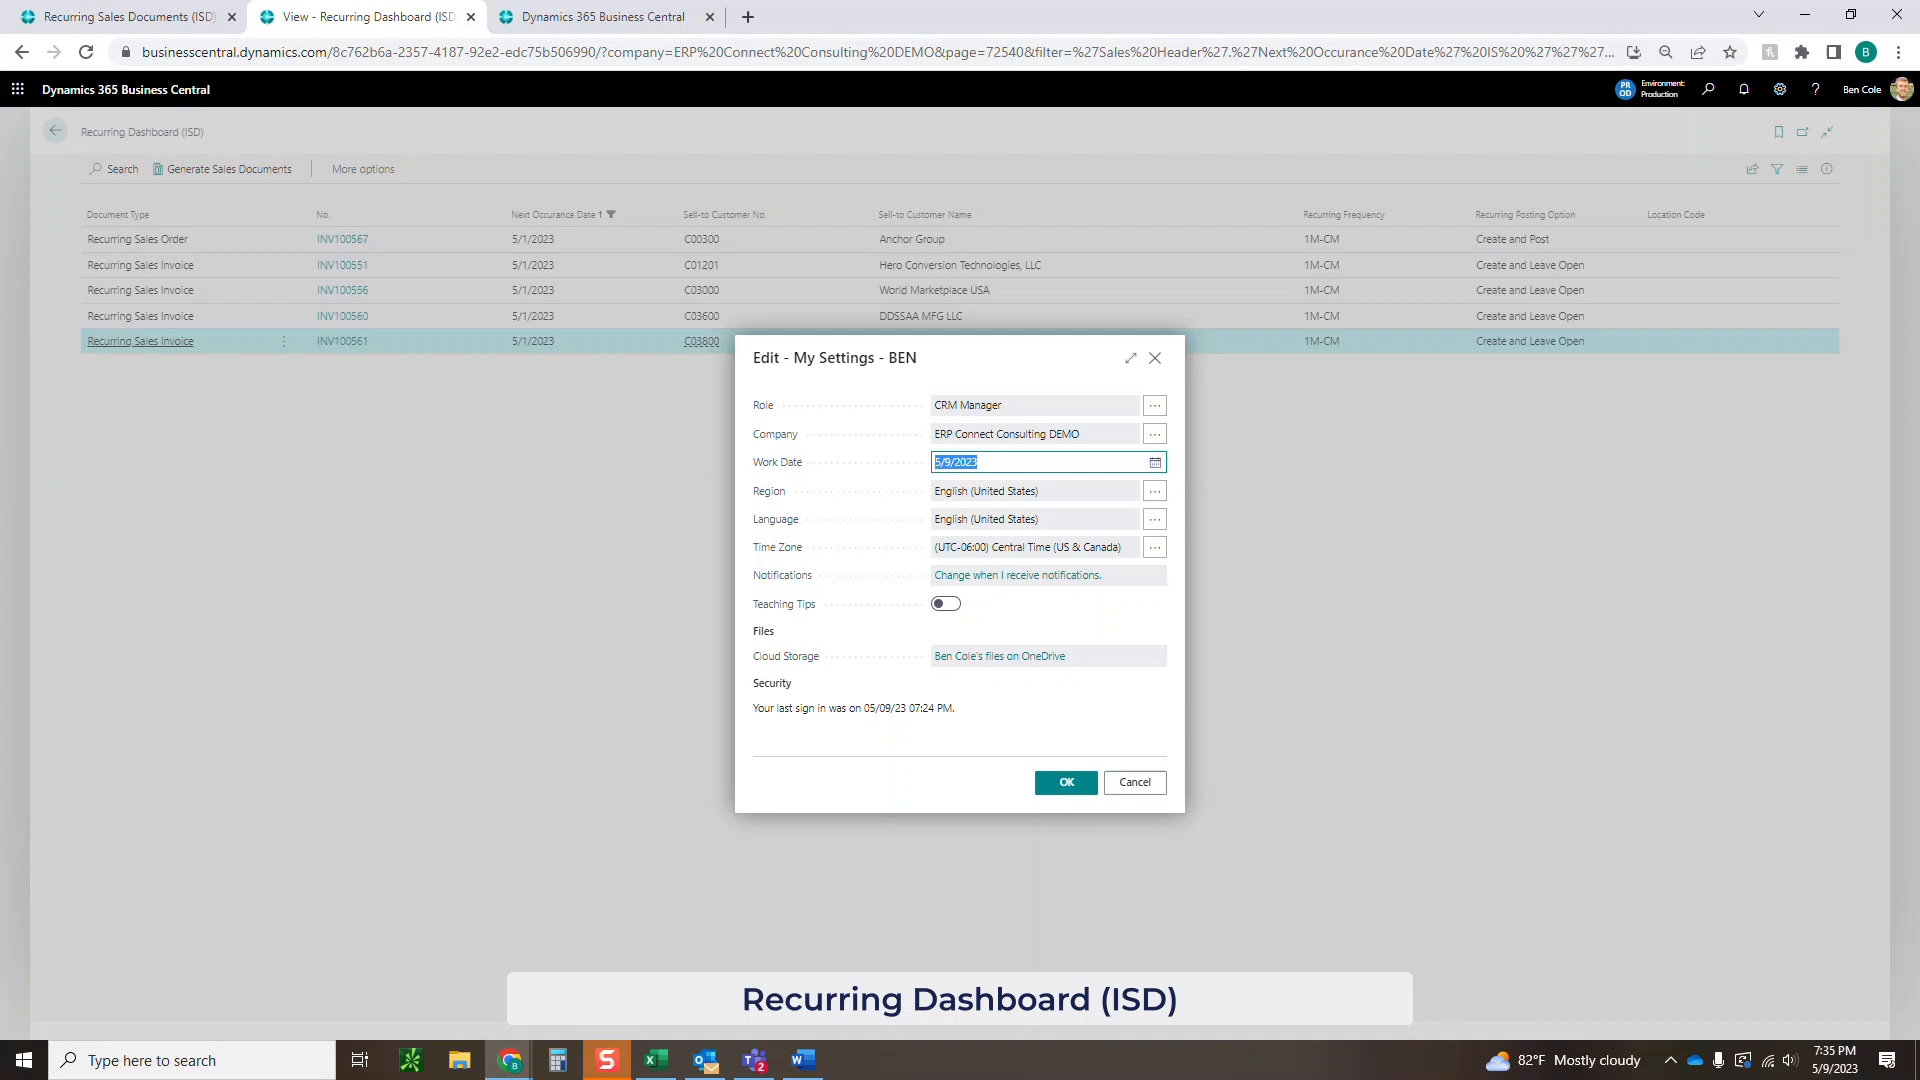 Recurring Sales Documents (ISD)
View - Recurring Dashboard (ISD
Dynamics 365 Business Central
businesscentral.dynamics.com/8c762b6a-2357-4187-92e2-edc75b506990/?company=ERP%20Connect%20Consulting%20DEMO&page=72540&filter=%27Sales%20Header%27.%27Next%20Occurance%20Date%27%20IS%20%27%27%27...
B
Dynamics 365 Business Central
PR
OD
Environment:
Production
?
Ben Cole
Recurring Dashboard (ISD)
Search
Generate Sales Documents
More options
Document Type No. Next Occurance Date ↑ Sell-to Customer No. Sell-to Customer Name Recurring Frequency Recurring Posting Option Location Code
Recurring Sales Order INV100567 5/1/2023 C00300 Anchor Group 1M-CM Create and Post
Recurring Sales Invoice INV100551 5/1/2023 C01201 Hero Conversion Technologies, LLC 1M-CM Create and Leave Open
Recurring Sales Invoice INV100556 5/1/2023 C03000 World Marketplace USA 1M-CM Create and Leave Open
Recurring Sales Invoice INV100560 5/1/2023 C03600 DDSSAA MFG LLC 1M-CM Create and Leave Open
Recurring Sales Invoice INV100561 5/1/2023 C03800 1M-CM Create and Leave Open
Edit - My Settings - BEN
Role CRM Manager
Company ERP Connect Consulting DEMO
Work Date 5/9/2023
Region English (United States)
Language English (United States)
Time Zone (UTC-06:00) Central Time (US & Canada)
Notifications Change when I receive notifications.
Teaching Tips
Files
Cloud Storage Ben Cole's files on OneDrive
Security
Your last sign in was on 05/09/23 07:24 PM.
OK
Cancel
Recurring Dashboard (ISD)
Type here to search
82°F Mostly cloudy
7:35 PM
5/9/2023